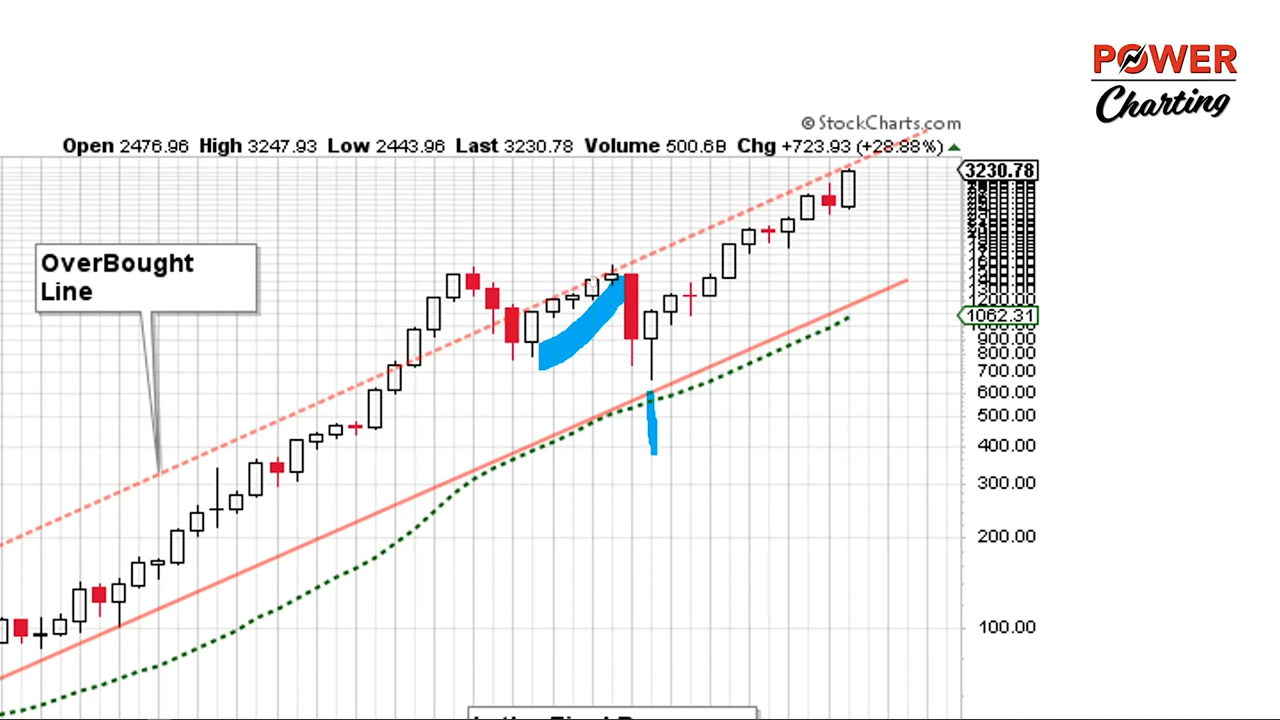 POWER
Charting
© StockCharts.com
Open 2476.96 High 3247.93 Low 2443.96 Last 3230.78 Volume 500.6B Chg +723.93 (+28.88%)
3230.78
OverBought
Line
1200.00
1062.31
900.00
800.00
700.00
600.00
500.00
400.00
300.00
200.00
100.00